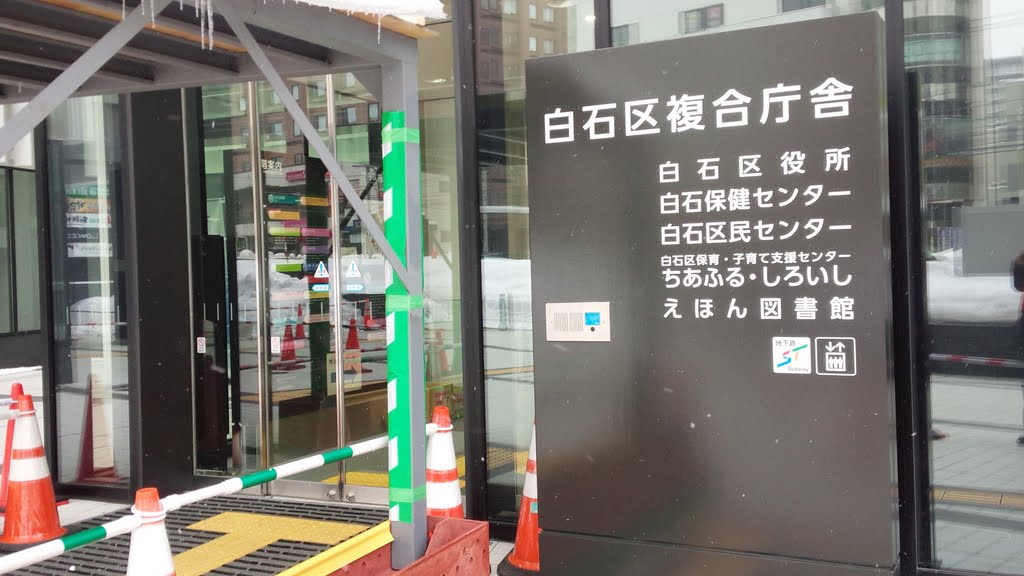 白石区複合庁舎
白石区役所
白石保健センター
白石区民センター
白石区保育・子育て支援センター
ちあふる・しろいし
えほん図書館
地下鉄
ST
Subway